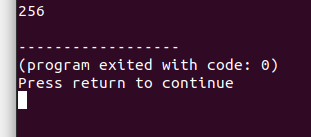 256
------------------
(program exited with code: 0)
Press return to continue